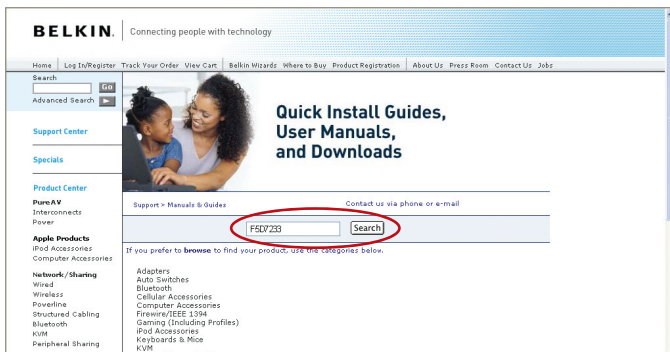 BELKIN.
Connecting people with technology
Home Log In/Register Track Your Order View Cart Belkin Wizards Where to Buy Product Registration About Us Press Room Contact Us Jobs
Search
Go
Advanced Search
Support Center
Specials
Product Center
PureAV
Interconnects
Power
Apple Products
iPod Accessories
Computer Accessories
Network/Sharing
Wired
Wireless
Powerline
Structured Cabling
Bluetooth
KVM
Peripheral Sharing
Quick Install Guides,
User Manuals,
and Downloads
Support > Manuals & Guides
Contact us via phone or e-mail
F5D7233 Search
If you prefer to browse to find your product, use the categories below.
Adapters
Auto Switches
Bluetooth
Cellular Accessories
Computer Accessories
Firewire/IEEE 1394
Gaming (Including Profiles)
iPod Accessories
Keyboards & Mice
KVM